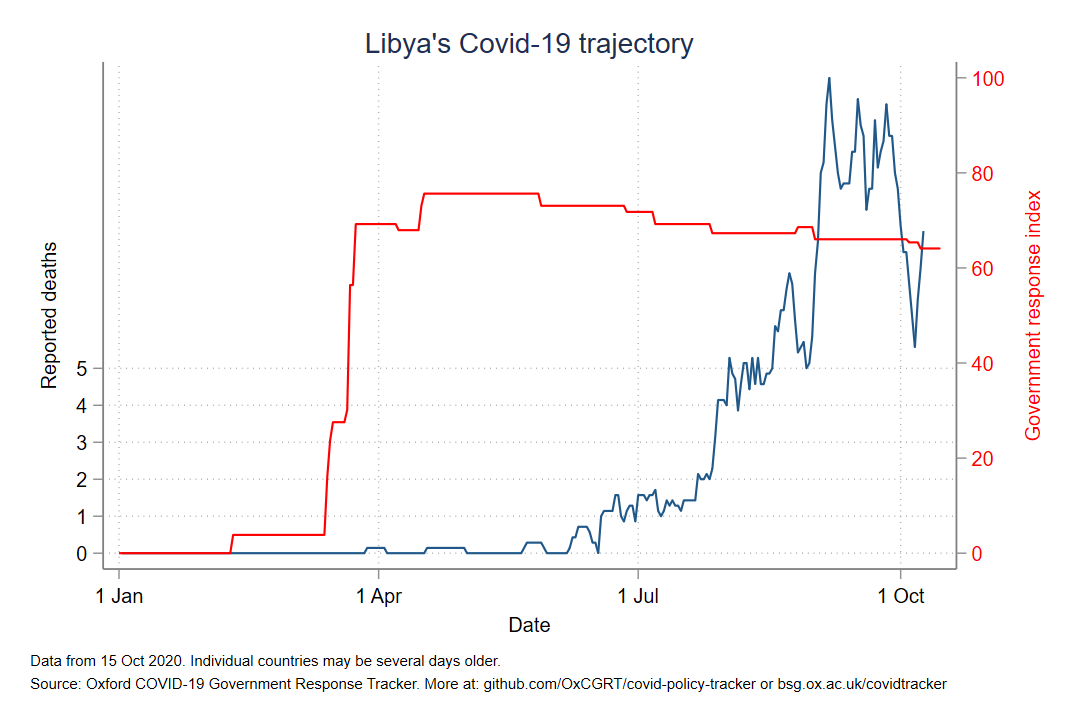 Libya's Covid-19 trajectory
Reported deaths
5
4
3
2
1
0
100
80
60
40
20
0
Government response index
1 Jan
1 Apr
1 Jul
1 Oct
Date
Data from 15 Oct 2020. Individual countries may be several days older.
Source: Oxford COVID-19 Government Response Tracker. More at: github.com/OxCGRT/covid-policy-tracker or bsg.ox.ac.uk/covidtracker